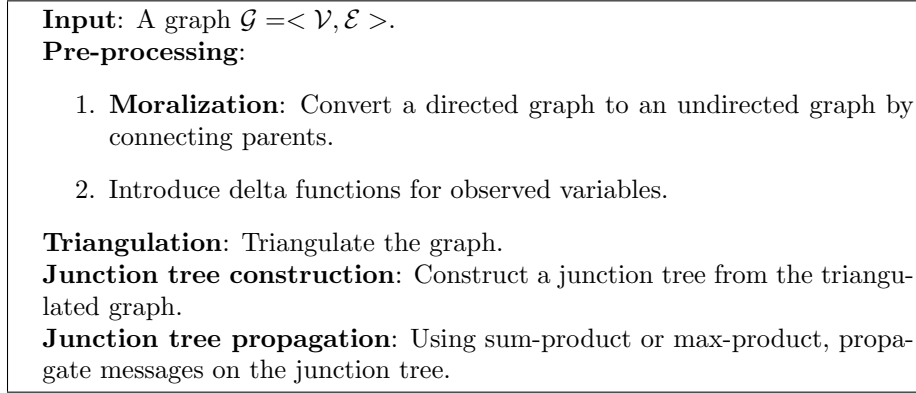 Input: A graph 𝒢 =< 𝒱, ℰ >.
Pre-processing:
1. Moralization: Convert a directed graph to an undirected graph by
connecting parents.
2. Introduce delta functions for observed variables.
Triangulation: Triangulate the graph.
Junction tree construction: Construct a junction tree from the triangu-
lated graph.
Junction tree propagation: Using sum-product or max-product, propa-
gate messages on the junction tree.